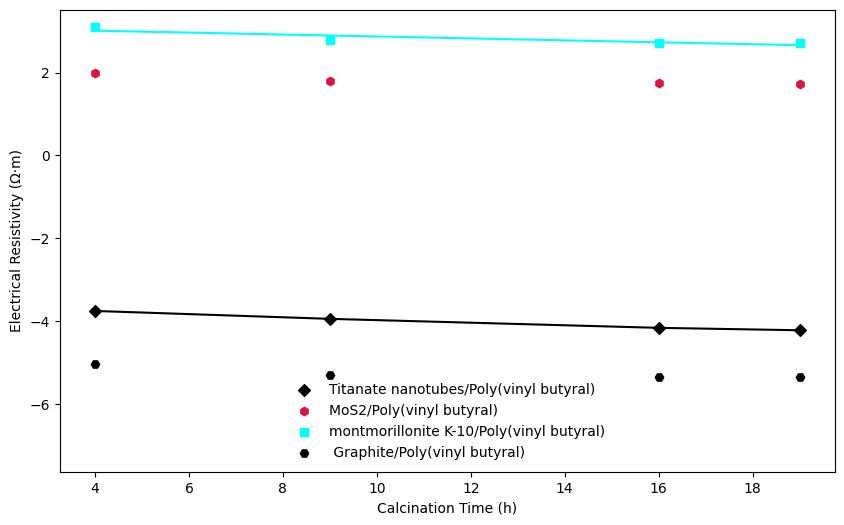 2
0
−2
−4
−6
Electrical Resistivity (Ω·m)
Titanate nanotubes/Poly(vinyl butyral)
MoS2/Poly(vinyl butyral)
montmorillonite K-10/Poly(vinyl butyral)
Graphite/Poly(vinyl butyral)
4 6 8 10 12 14 16 18
Calcination Time (h)